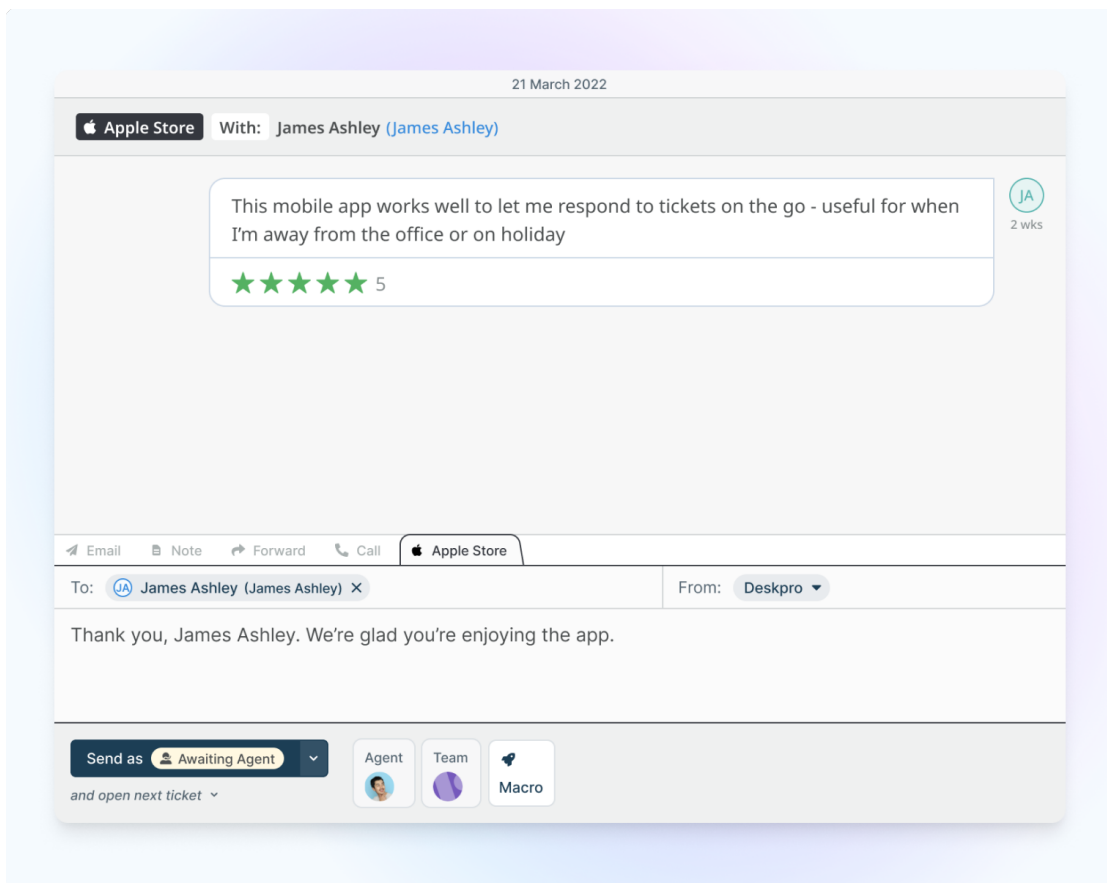 21 March 2022
Apple Store With: James Ashley (James Ashley)
This mobile app works well to let me respond to tickets on the go - useful for when
I’m away from the office or on holiday
JA
2 wks
5
Email Note Forward Call Apple Store
To: JA James Ashley (James Ashley) From: Deskpro
Thank you, James Ashley. We’re glad you’re enjoying the app.
Send as Awaiting Agent
and open next ticket
Agent
Team
Macro